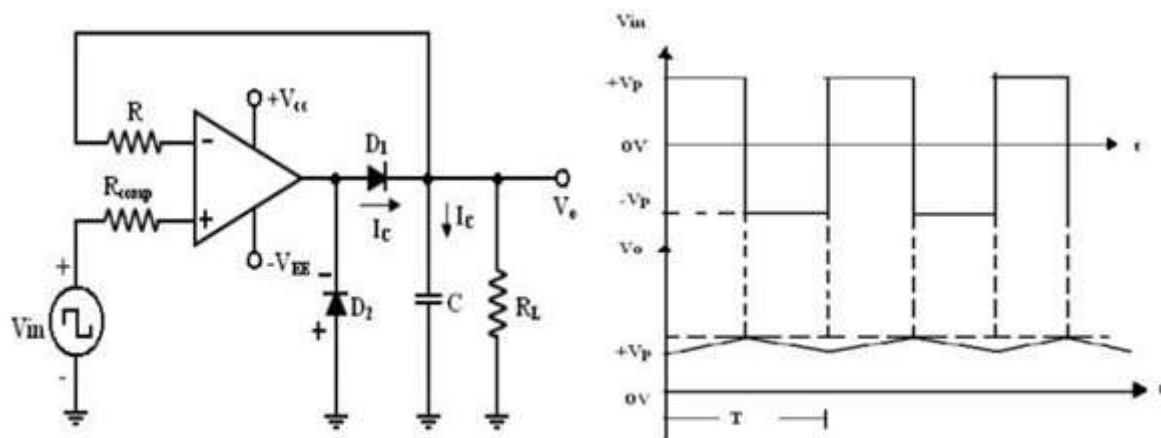 +Vcc
R
-
D1
Rcomp
+
Ic
Ic
Vo
-VEE
+
-
D2
C
RL
Vin
+
-
Vin
+Vp
0V
t
-Vp
Vo
+Vp
0V
T